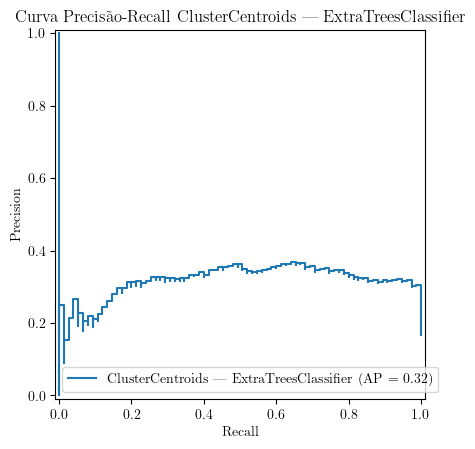 Curva Precisão-Recall ClusterCentroids — ExtraTreesClassifier
1.0
0.8
0.6
0.4
0.2
0.0
Precision
ClusterCentroids — ExtraTreesClassifier (AP = 0.32)
0.0 0.2 0.4 0.6 0.8 1.0
Recall